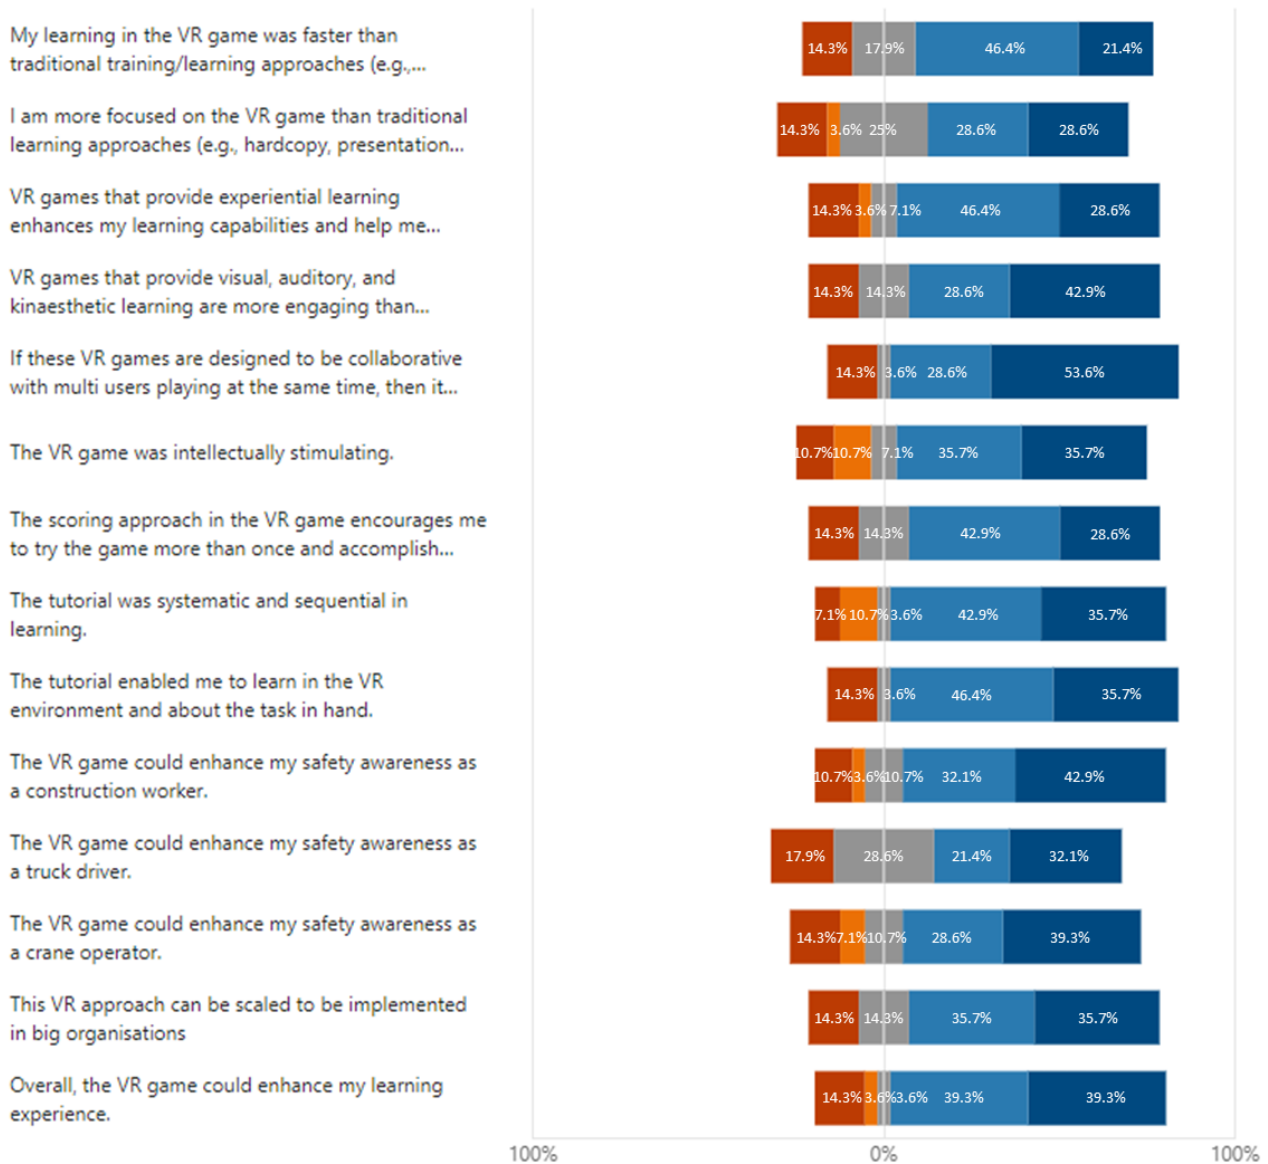 My learning in the VR game was faster than
traditional training/learning approaches (e.g.,...
14.3% 17.9% 46.4% 21.4%
I am more focused on the VR game than traditional
learning approaches (e.g., hardcopy, presentation...
14.3% 3.6% 25% 28.6% 28.6%
VR games that provide experiential learning
enhances my learning capabilities and help me...
14.3% 3.6% 7.1% 46.4% 28.6%
VR games that provide visual, auditory, and
kinaesthetic learning are more engaging than...
14.3% 14.3% 28.6% 42.9%
If these VR games are designed to be collaborative
with multi users playing at the same time, then it...
14.3% 3.6% 28.6% 53.6%
The VR game was intellectually stimulating.
10.7% 10.7% 7.1% 35.7% 35.7%
The scoring approach in the VR game encourages me
to try the game more than once and accomplish...
14.3% 14.3% 42.9% 28.6%
The tutorial was systematic and sequential in
learning.
7.1% 10.7% 3.6% 42.9% 35.7%
The tutorial enabled me to learn in the VR
environment and about the task in hand.
14.3% 3.6% 46.4% 35.7%
The VR game could enhance my safety awareness as
a construction worker.
10.7% 3.6% 10.7% 32.1% 42.9%
The VR game could enhance my safety awareness as
a truck driver.
17.9% 28.6% 21.4% 32.1%
The VR game could enhance my safety awareness as
a crane operator.
14.3% 7.1% 10.7% 28.6% 39.3%
This VR approach can be scaled to be implemented
in big organisations
14.3% 14.3% 35.7% 35.7%
Overall, the VR game could enhance my learning
experience.
14.3% 3.6% 3.6% 39.3% 39.3%
100% 0% 100%